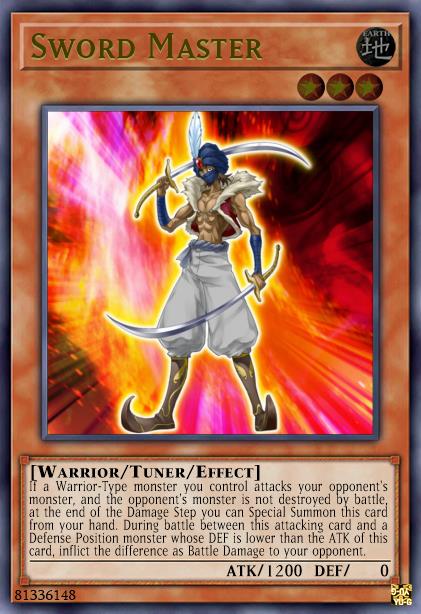 SWORD MASTER
EARTH
地
[WARRIOR/TUNER/EFFECT]
If a Warrior-Type monster you control attacks your opponent's
monster, and the opponent's monster is not destroyed by battle,
at the end of the Damage Step you can Special Summon this card
from your hand. During battle between this attacking card and a
Defense Position monster whose DEF is lower than the ATK of this
card, inflict the difference as Battle Damage to your opponent.
ATK/1200 DEF/ 0
81336148